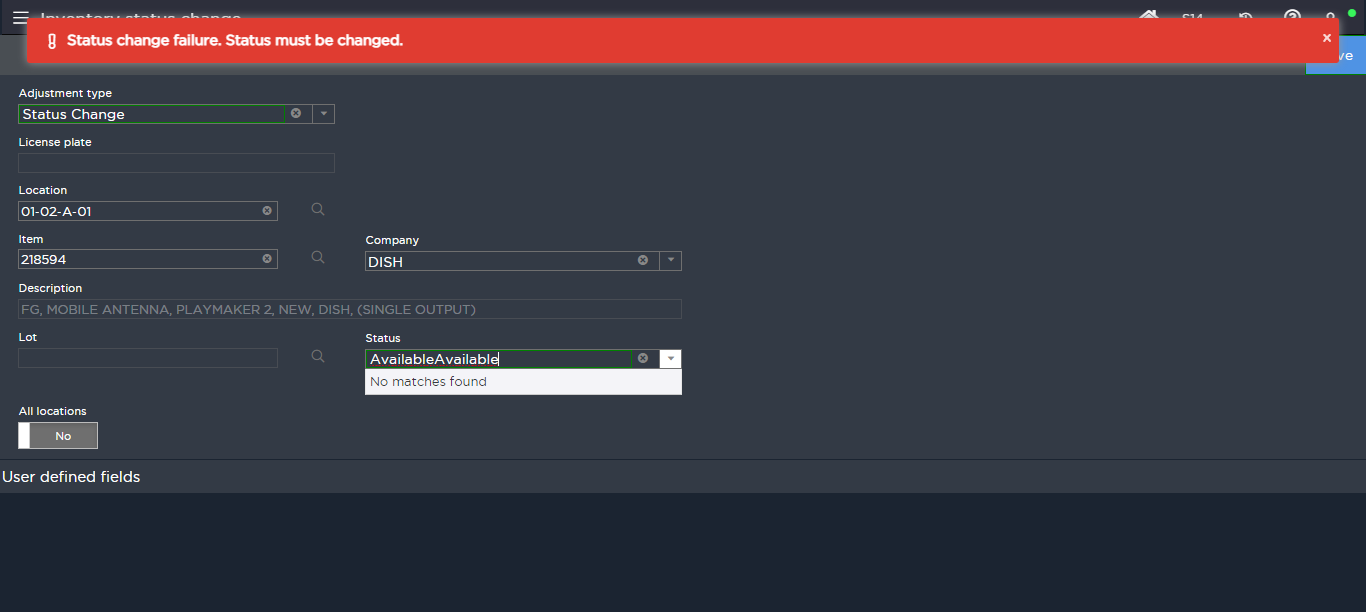 Inventory status change
S14
Status change failure. Status must be changed.
×
Adjustment type
Status Change
License plate
Location
01-02-A-01
Item
218594
Company
DISH
Description
FG, MOBILE ANTENNA, PLAYMAKER 2, NEW, DISH, (SINGLE OUTPUT)
Lot
Status
AvailableAvailable
No matches found
All locations
No
User defined fields